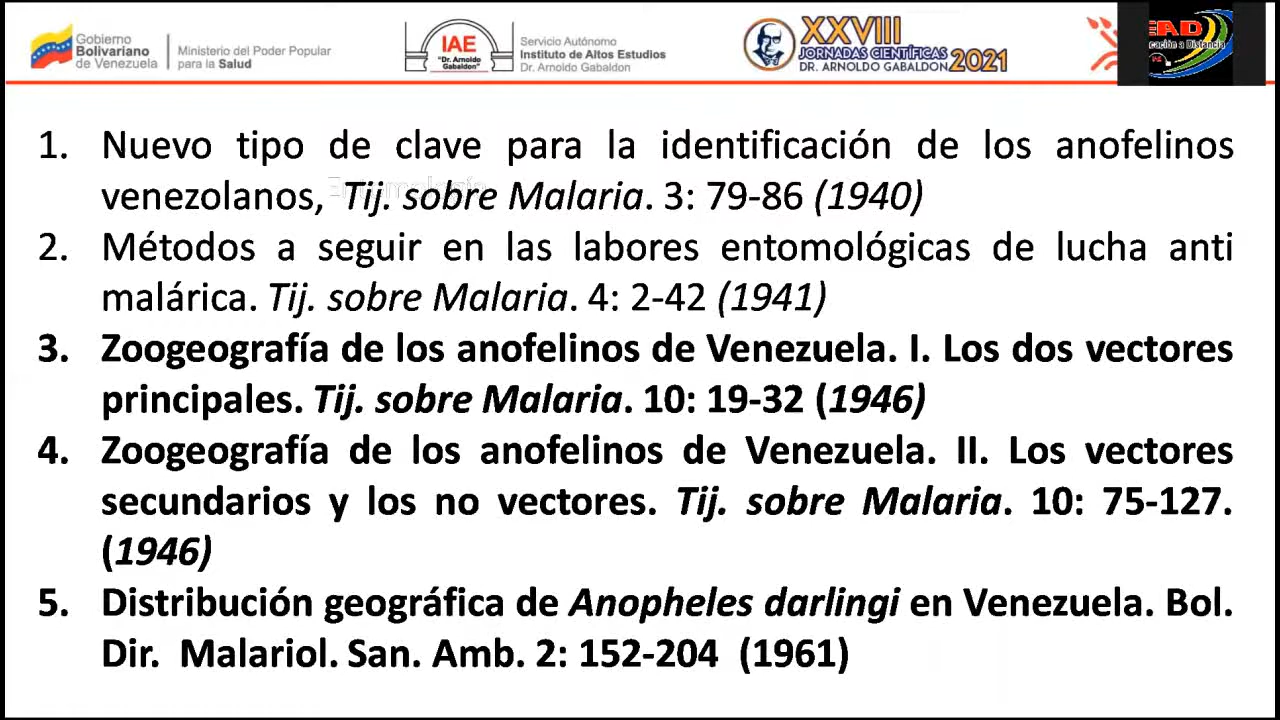 Gobierno
Bolivariano
de Venezuela
Ministerio del Poder Popular
para la Salud
IAE
"Dr. Arnoldo
Gabaldon"
Servicio Autónomo
Instituto de Altos Estudios
Dr. Arnoldo Gabaldon
XXVIII
JORNADAS CIENTÍFICAS
DR. ARNOLDO GABALDON 2021
EAD
a Distancia
1. Nuevo tipo de clave para la identificación de los anofelinos
venezolanos, Tij. sobre Malaria. 3: 79-86 (1940)
2. Métodos a seguir en las labores entomológicas de lucha anti
malárica. Tij. sobre Malaria. 4: 2-42 (1941)
3. Zoogeografía de los anofelinos de Venezuela. I. Los dos vectores
principales. Tij. sobre Malaria. 10: 19-32 (1946)
4. Zoogeografía de los anofelinos de Venezuela. II. Los vectores
secundarios y los no vectores. Tij. sobre Malaria. 10: 75-127.
(1946)
5. Distribución geográfica de Anopheles darlingi en Venezuela. Bol.
Dir. Malariol. San. Amb. 2: 152-204 (1961)